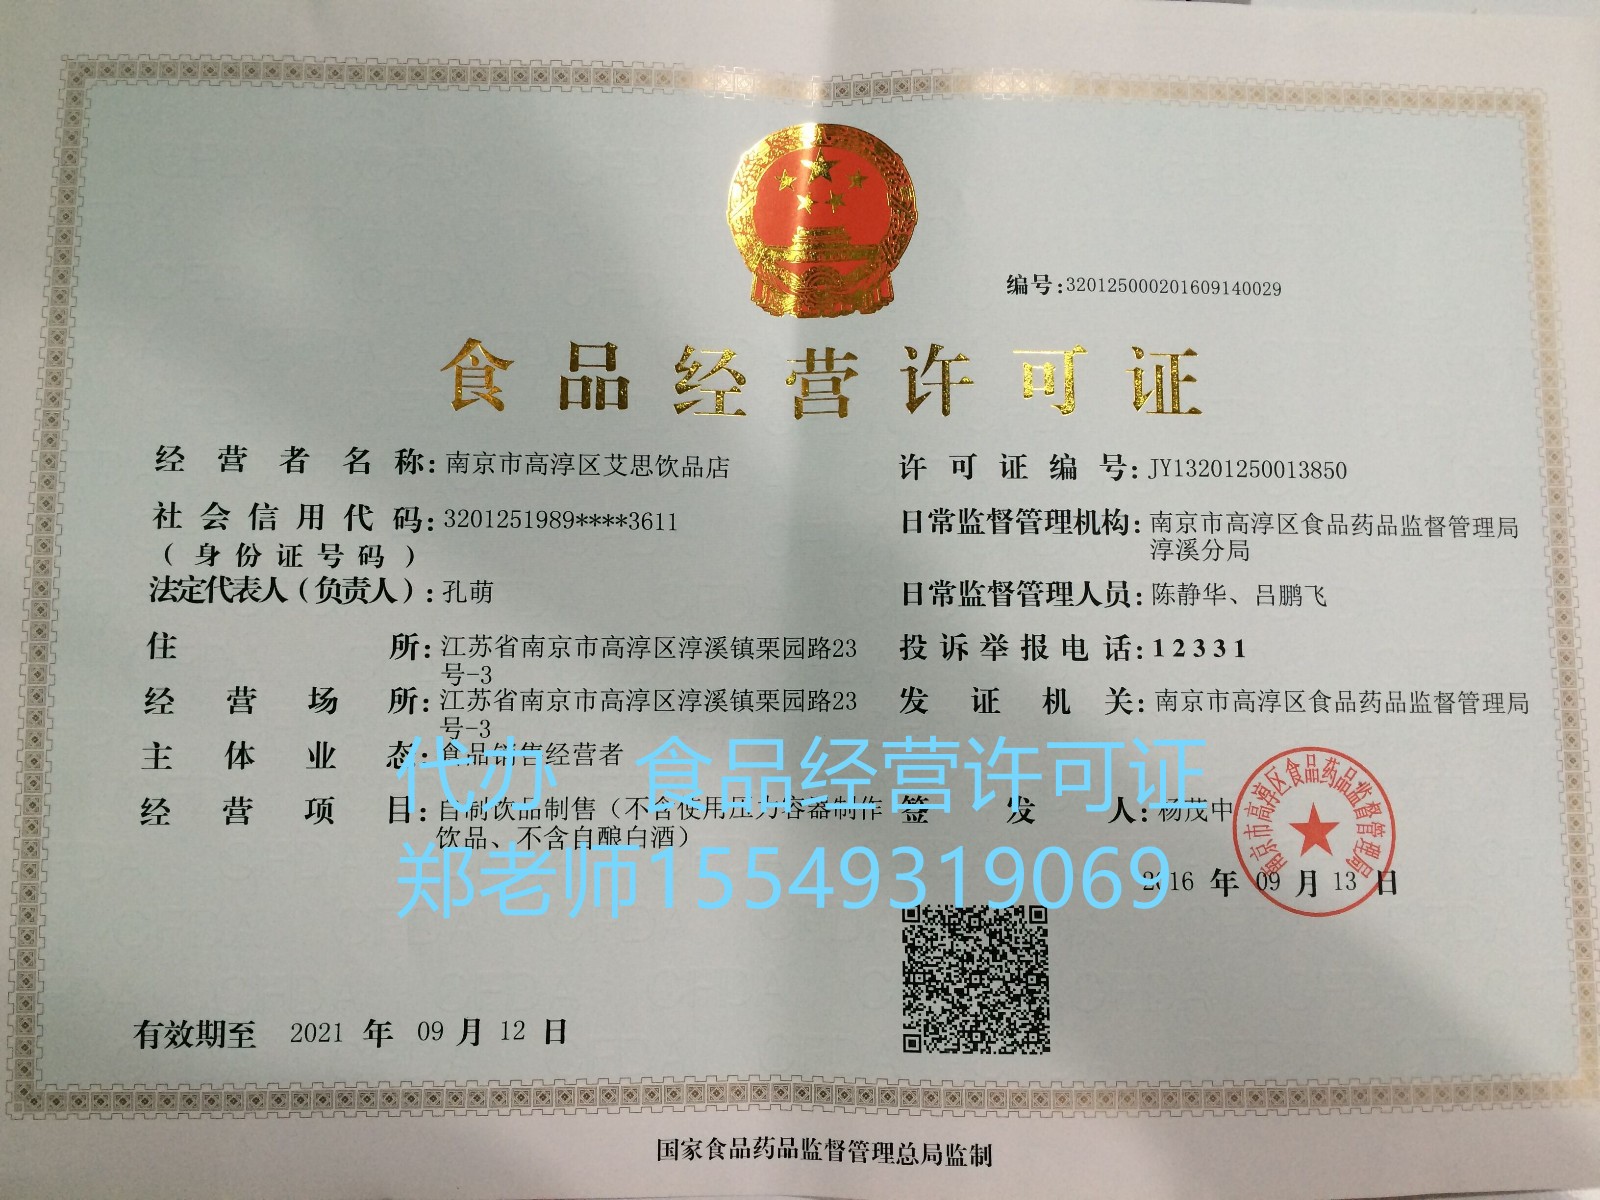 编号:320125000201609140029
食品经营许可证
经营者名称:南京市高淳区艾思饮品店
社会信用代码:3201251989****3611
(身份证号码)
法定代表人(负责人):孔萌
住所:江苏省南京市高淳区淳溪镇栗园路23
号-3
经营场所:江苏省南京市高淳区淳溪镇栗园路23
号-3
主体业态:食品销售经营者
经营项目:自制饮品制售（不含使用压力容器制作
饮品、不含自酿白酒）
许可证编号:JY13201250013850
日常监督管理机构:南京市高淳区食品药品监督管理局
淳溪分局
日常监督管理人员:陈静华、吕鹏飞
投诉举报电话:12331
发证机关:南京市高淳区食品药品监督管理局
签发人:杨茂中
南京市高淳区食品药品监督管理局
2016 年 09 月 13 日
代办 食品经营许可证
郑老师15549319069
有效期至 2021 年 09 月 12 日
国家食品药品监督管理总局监制